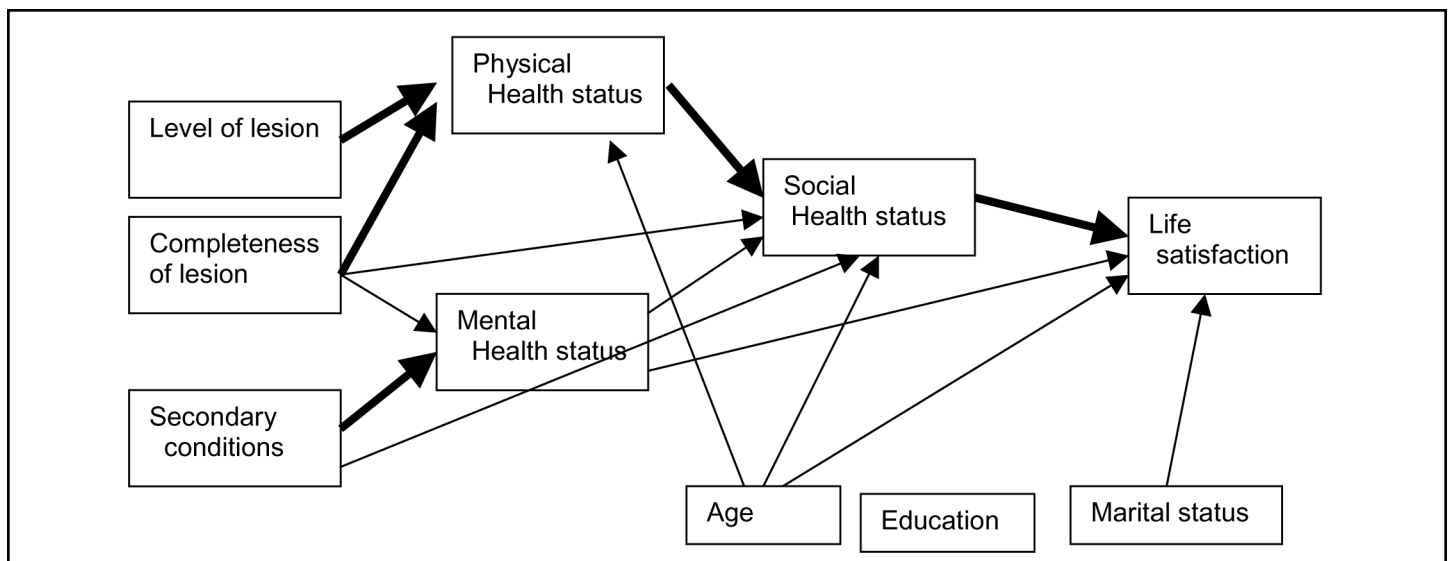 Physical
Health status
Level of lesion
Social
Health status
Completeness
of lesion
Life
satisfaction
Mental
Health status
Secondary
conditions
Age
Education
Marital status